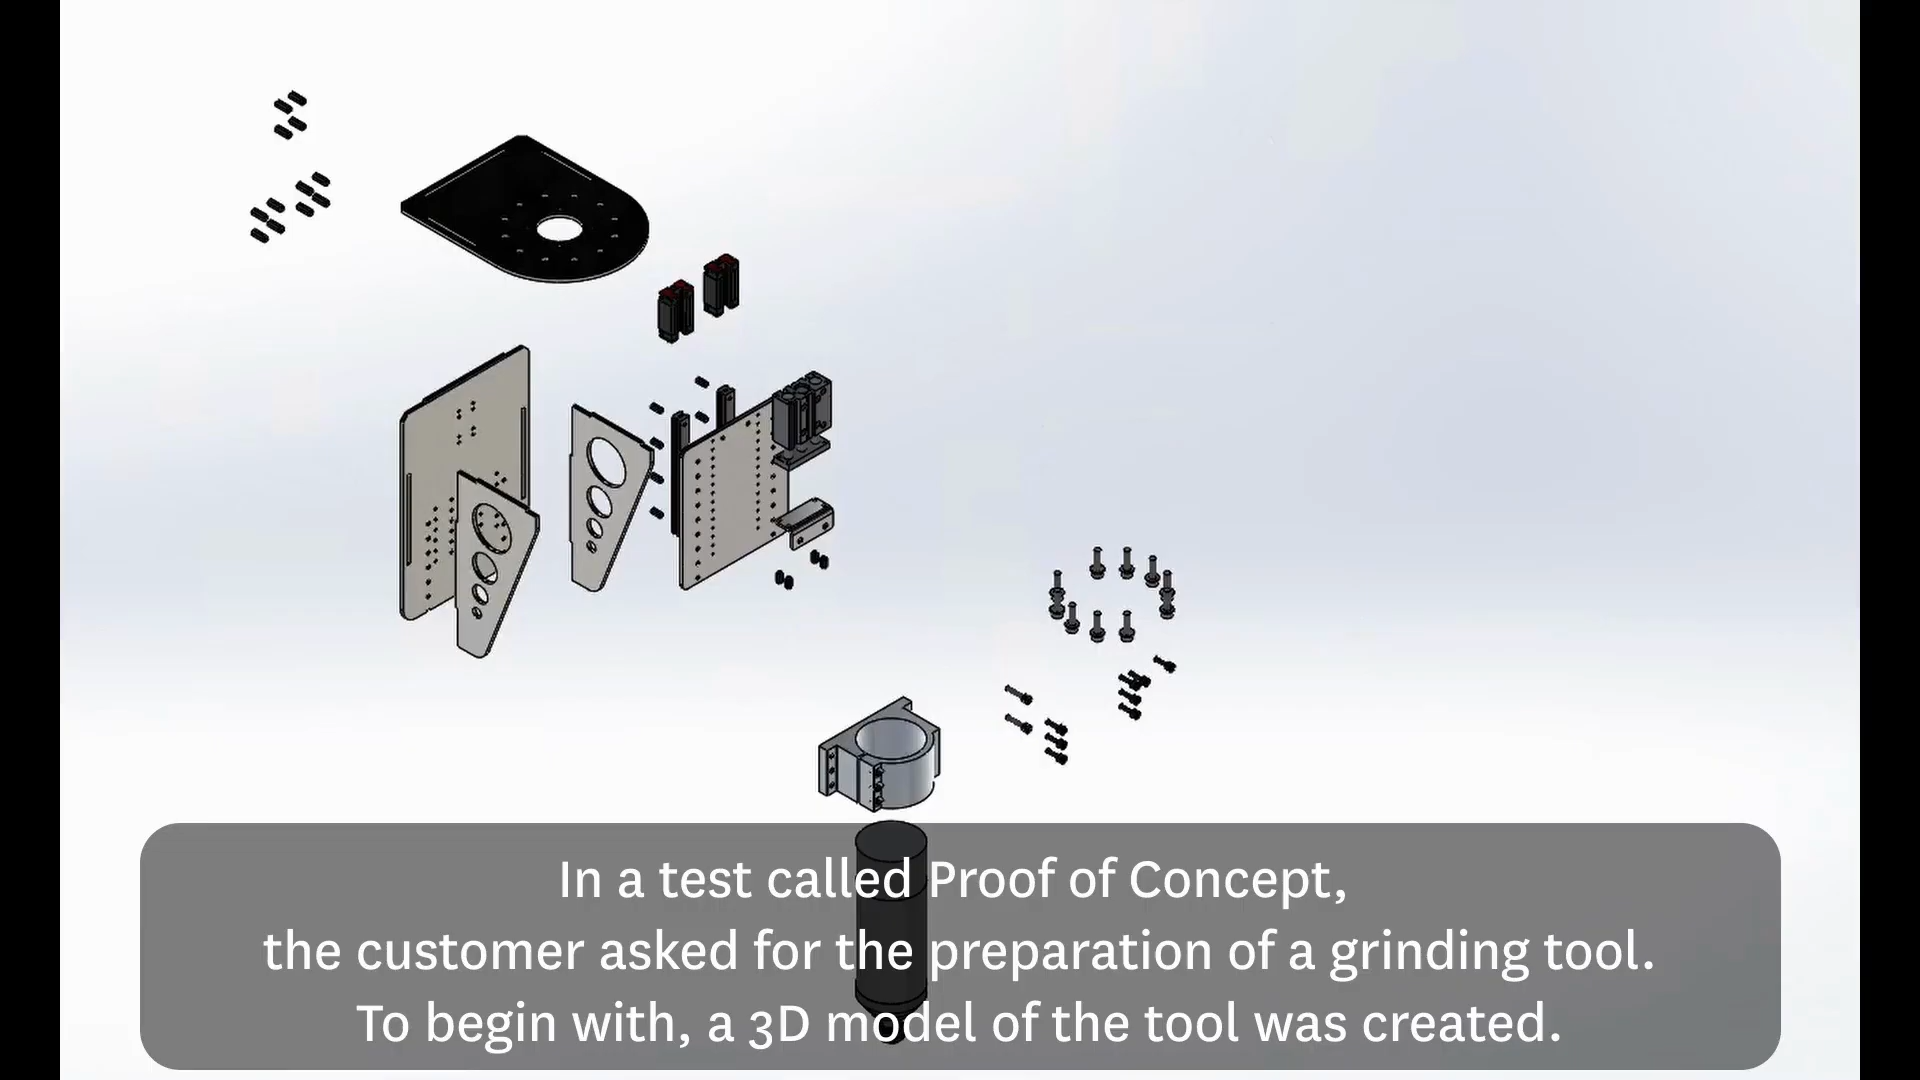 In a test called Proof of Concept,
the customer asked for the preparation of a grinding tool.
To begin with, a 3D model of the tool was created.